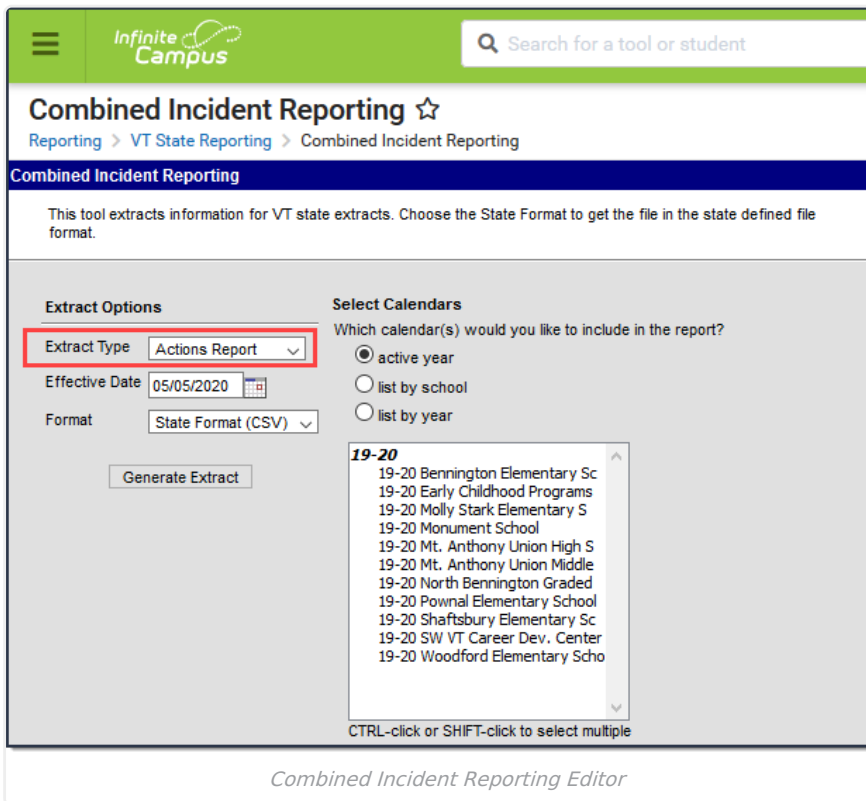 Infinite
Campus
Search for a tool or student
Combined Incident Reporting
Reporting > VT State Reporting > Combined Incident Reporting
Combined Incident Reporting
This tool extracts information for VT state extracts. Choose the State Format to get the file in the state defined file
format.
Extract Options
Extract Type Actions Report
Effective Date 05/05/2020
Format State Format (CSV)
Generate Extract
Select Calendars
Which calendar(s) would you like to include in the report?
active year
list by school
list by year
19-20
19-20 Bennington Elementary Sc
19-20 Early Childhood Programs
19-20 Molly Stark Elementary S
19-20 Monument School
19-20 Mt. Anthony Union High S
19-20 Mt. Anthony Union Middle
19-20 North Bennington Graded
19-20 Pownal Elementary School
19-20 Shaftsbury Elementary Sc
19-20 SW VT Career Dev. Center
19-20 Woodford Elementary Scho
CTRL-click or SHIFT-click to select multiple
Combined Incident Reporting Editor